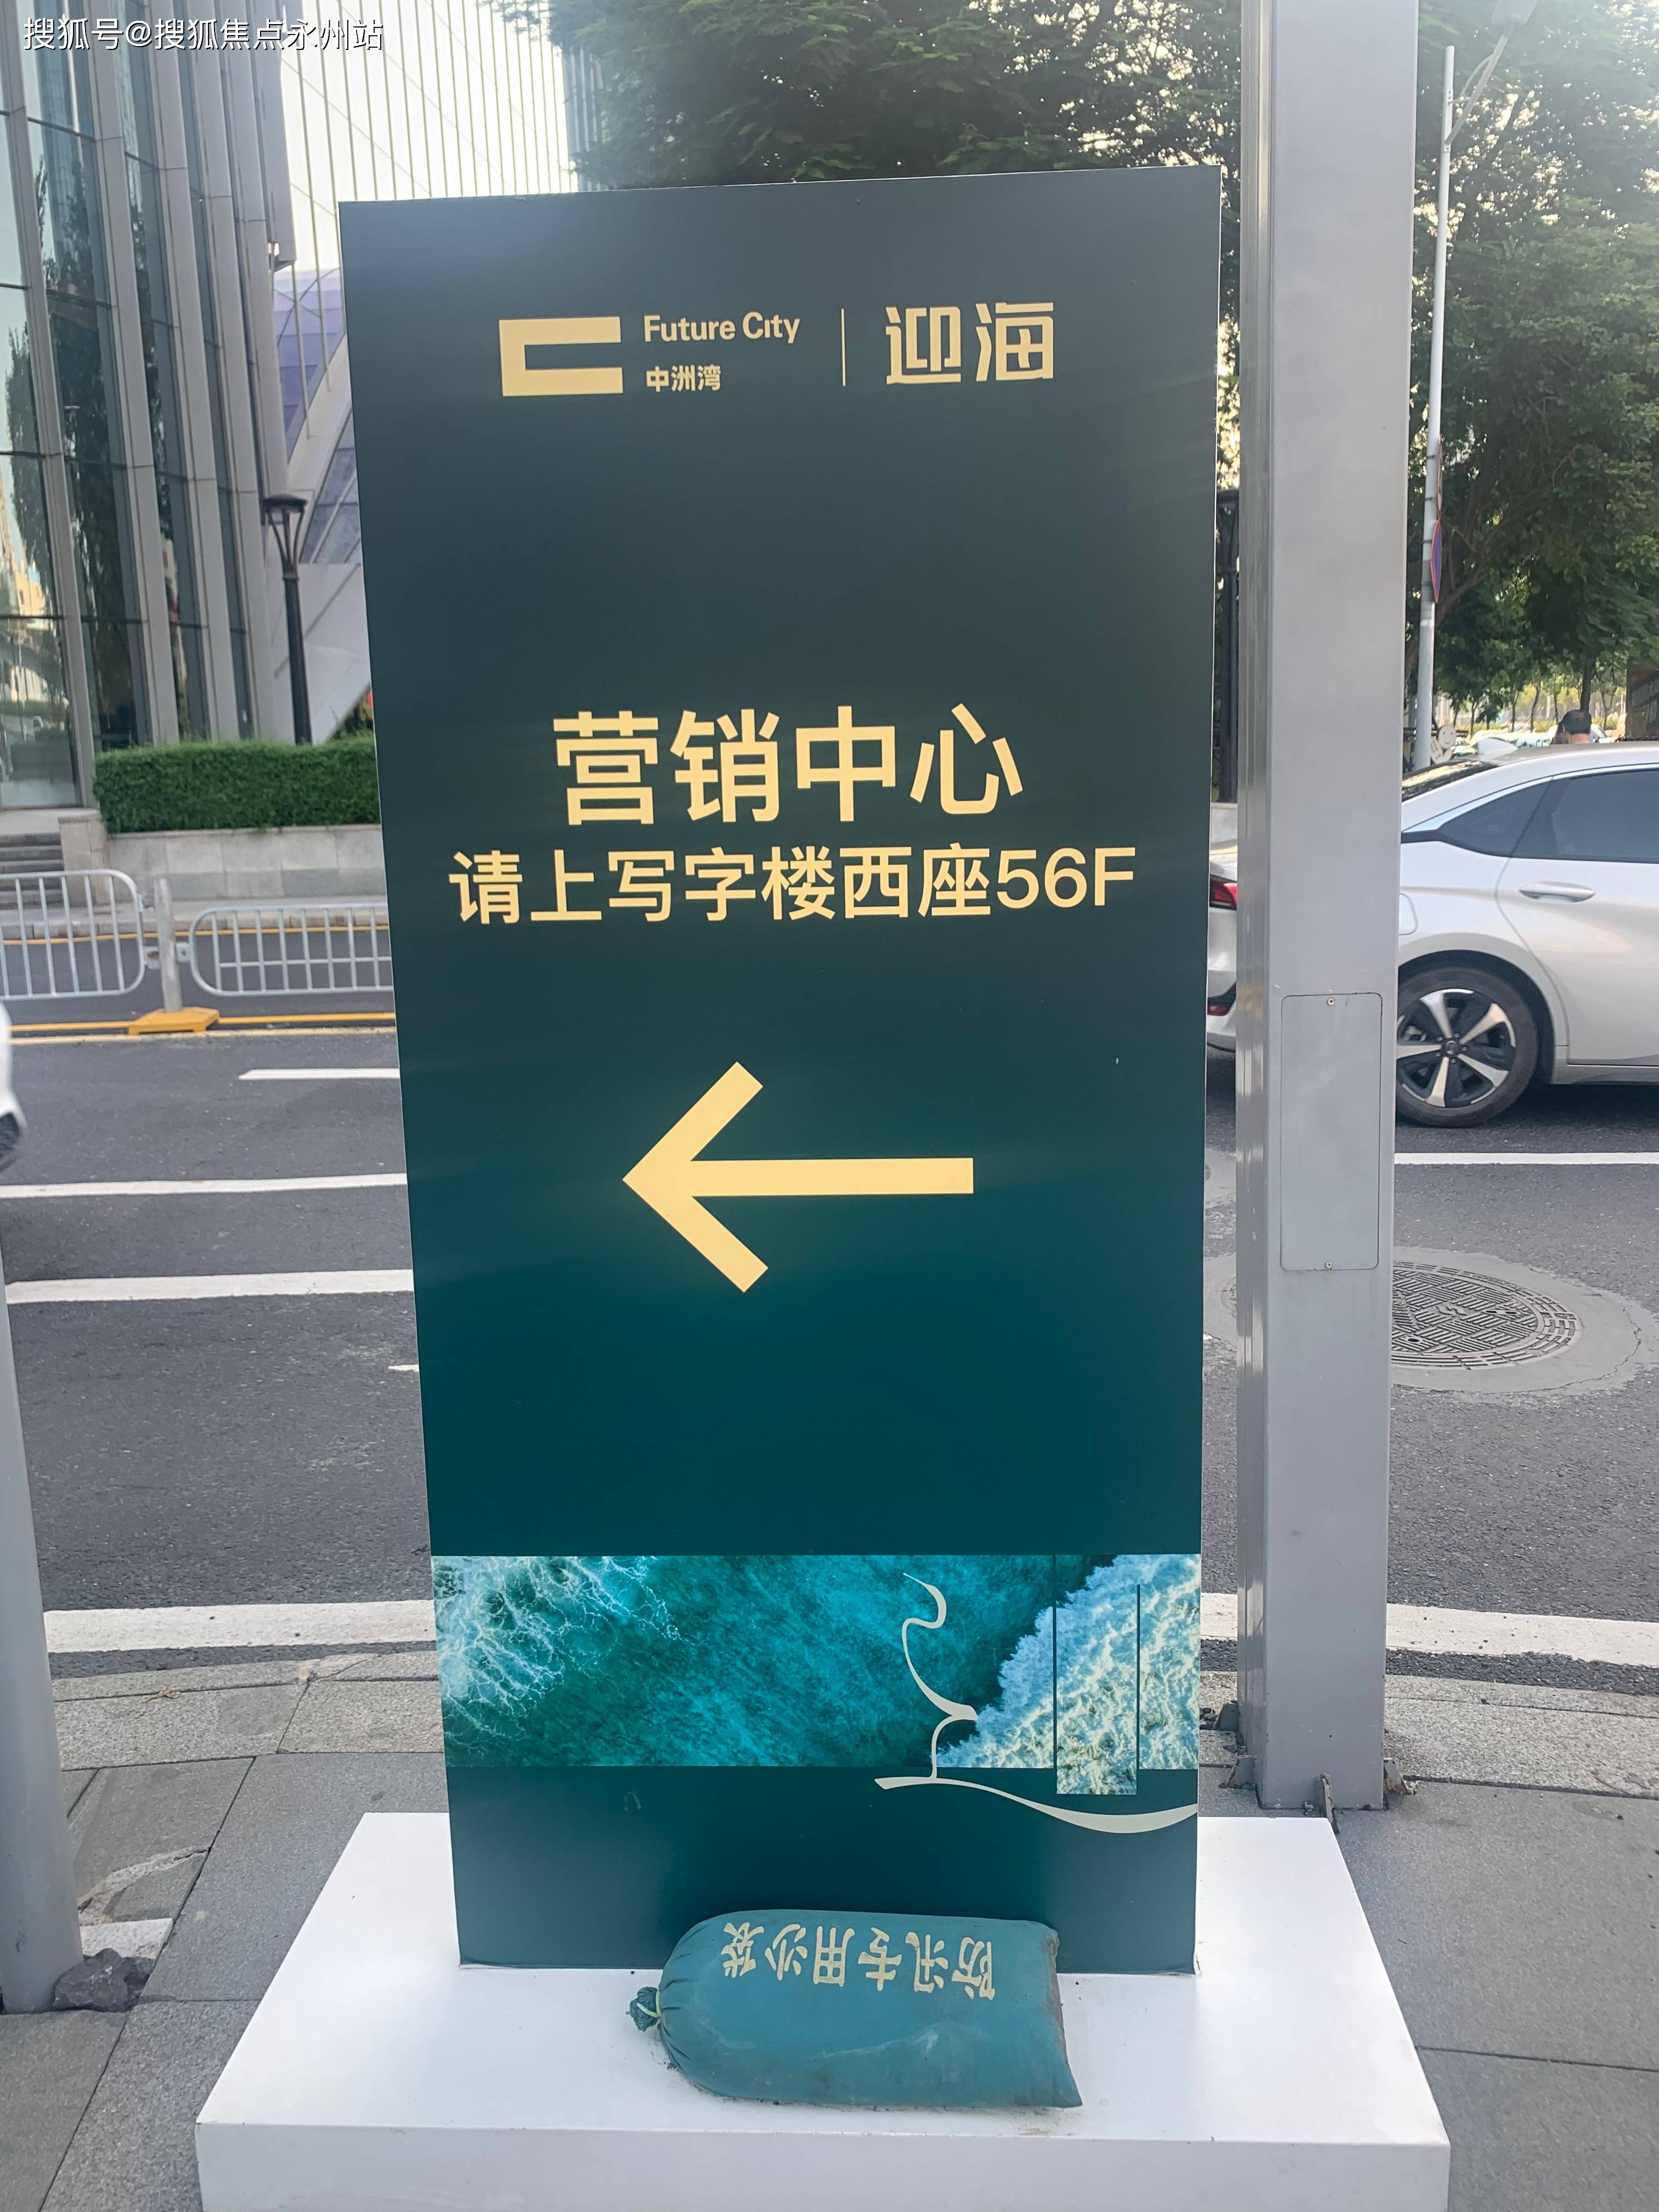 搜狐号@搜狐焦点永州站
Future City
中洲湾
迎海
营销中心
请上写字楼西座56F
防汛专用沙袋